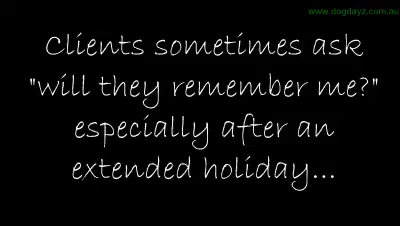 www.dogdayz.com.au
Clients sometimes ask
"will they remember me?"
especially after an
extended holiday...